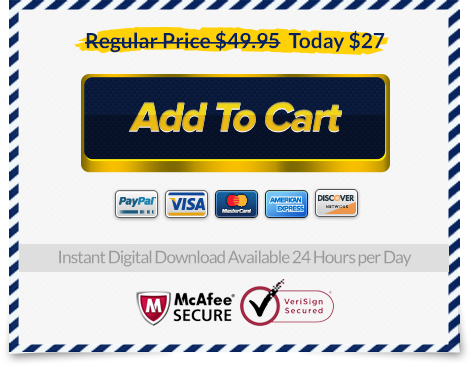 Regular Price $49.95 Today $27
Add To Cart
PayPal VISA MasterCard AMERICAN EXPRESS DISCOVER NETWORK
Instant Digital Download Available 24 Hours per Day
M McAfee® SECURE
VeriSign Secured